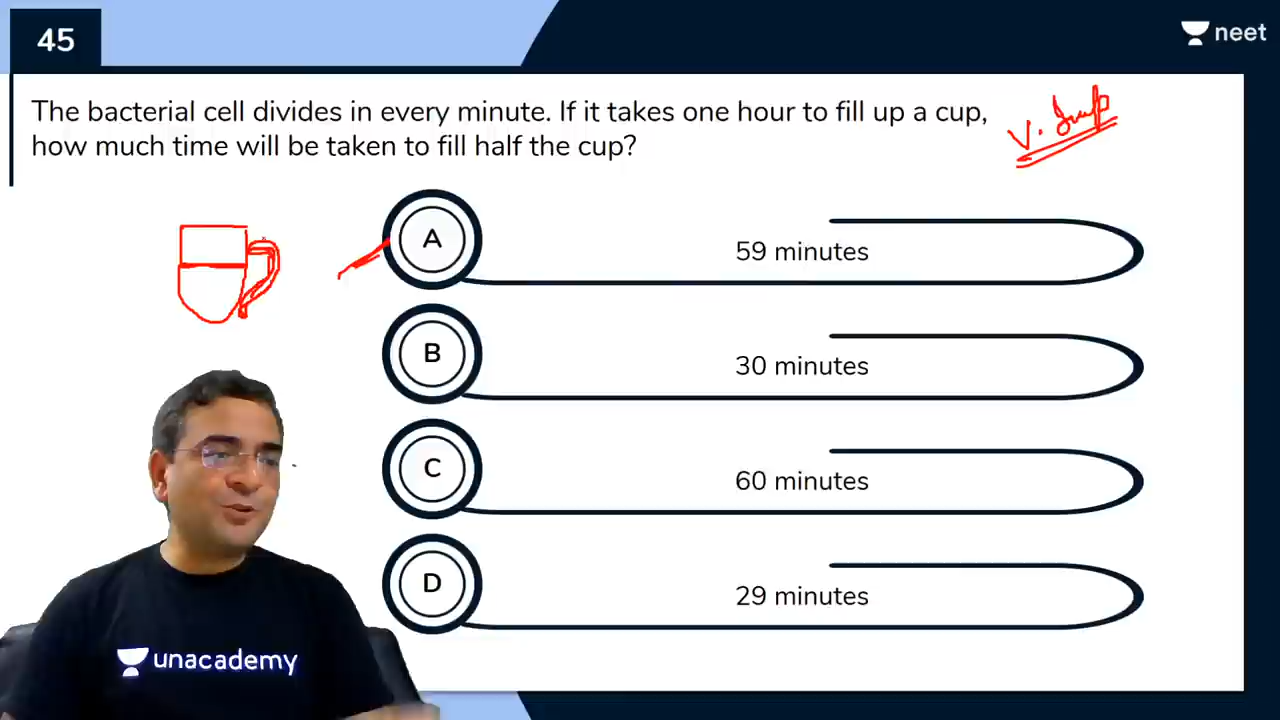 45
neet
The bacterial cell divides in every minute. If it takes one hour to fill up a cup,
how much time will be taken to fill half the cup?
V. Imp
A
59 minutes
B
30 minutes
C
60 minutes
D
29 minutes
unacademy